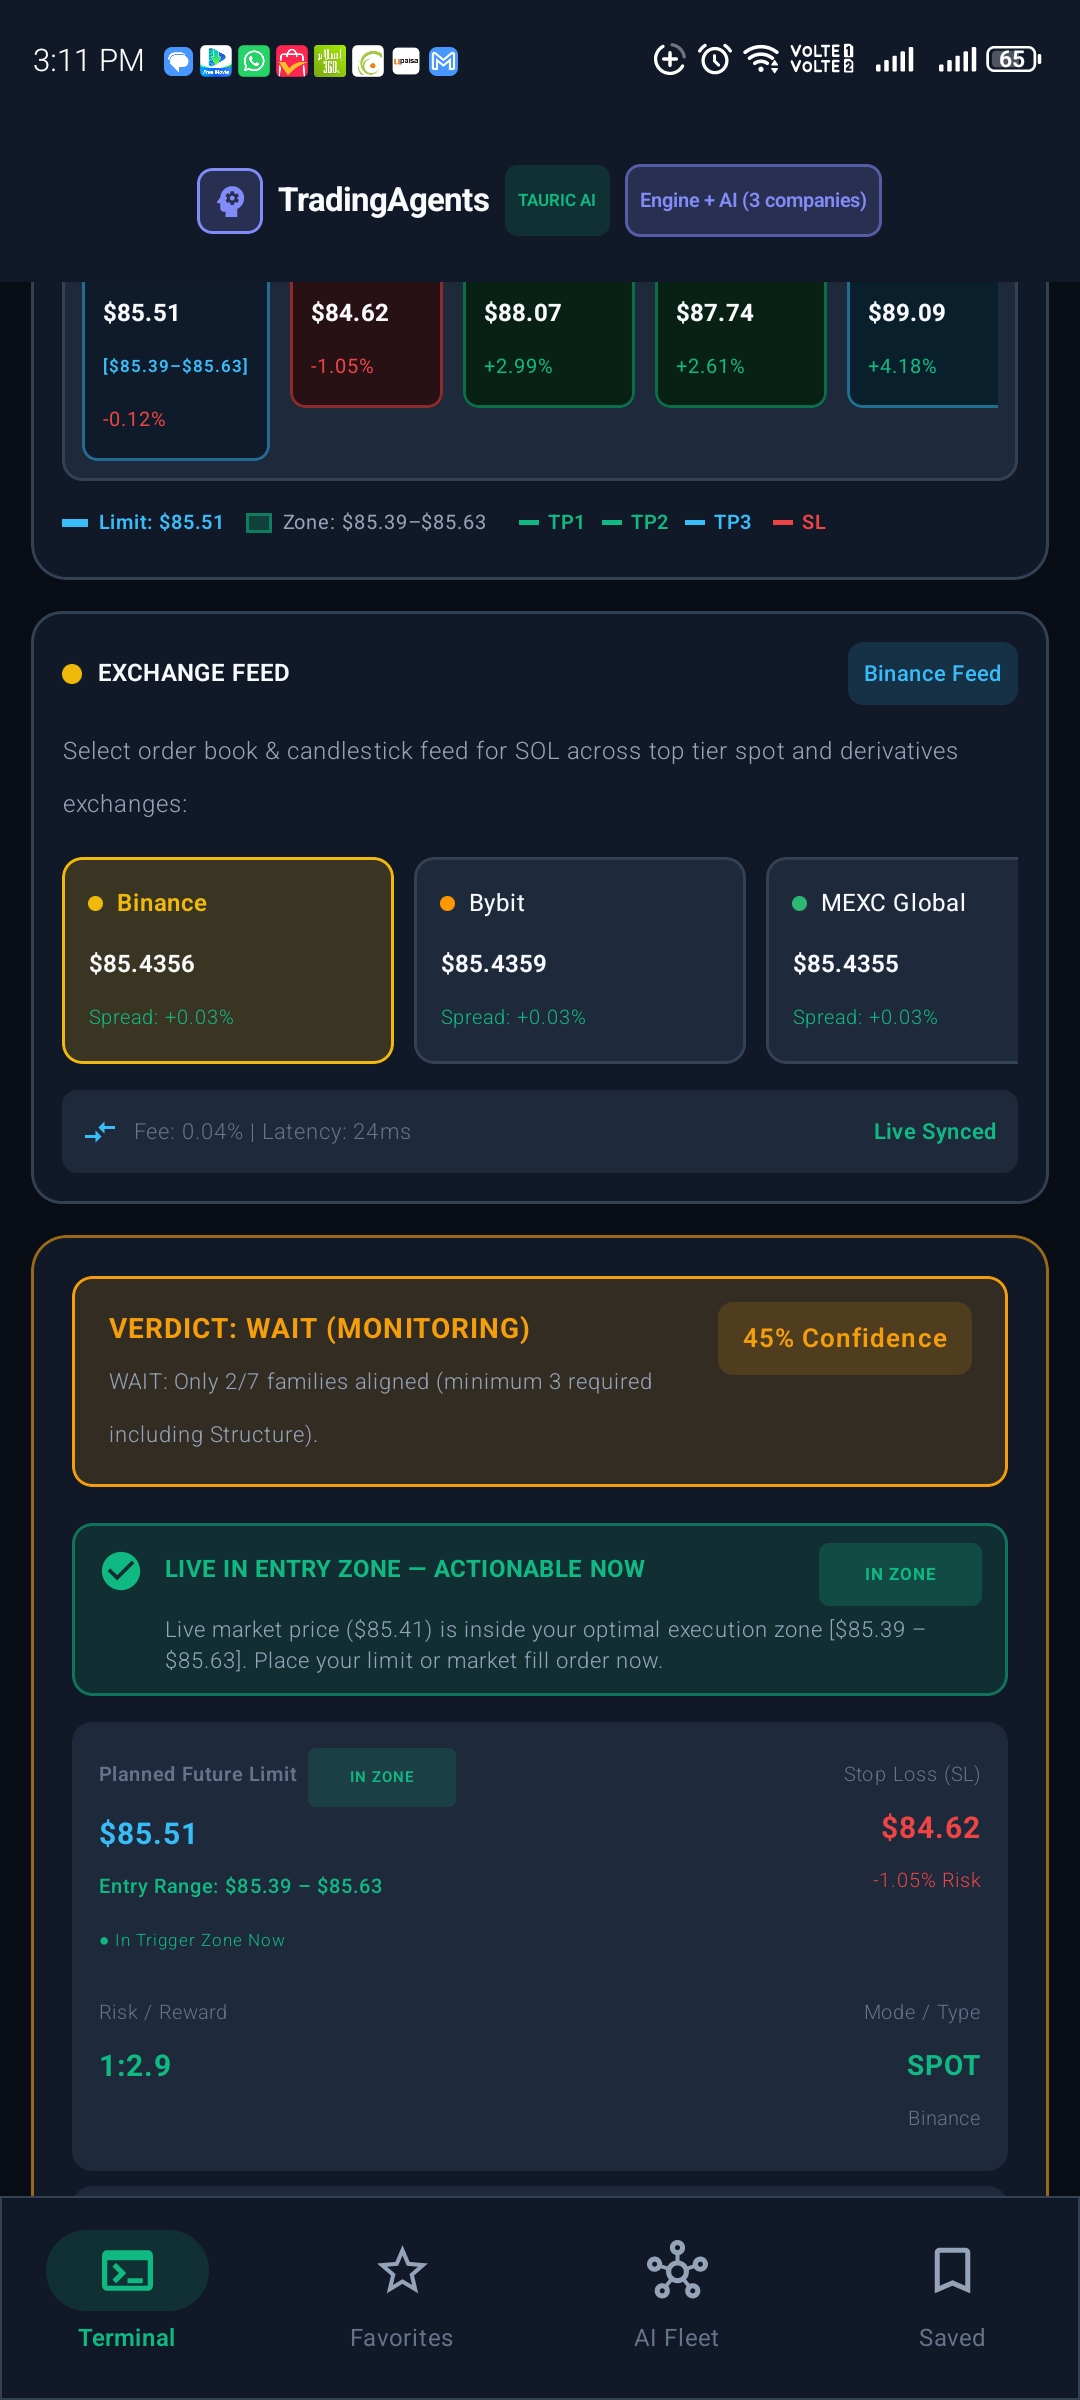 3:11 PM
VoLTE 1
VoLTE 2
65
TradingAgents
TAURIC AI
Engine + AI (3 companies)
$85.51
$84.62
$88.07
$87.74
$89.09
[$85.39–$85.63]
-1.05%
+2.99%
+2.61%
+4.18%
-0.12%
Limit: $85.51
Zone: $85.39–$85.63
TP1
TP2
TP3
SL
EXCHANGE FEED
Binance Feed
Select order book & candlestick feed for SOL across top tier spot and derivatives
exchanges:
Binance
Bybit
MEXC Global
$85.4356
$85.4359
$85.4355
Spread: +0.03%
Spread: +0.03%
Spread: +0.03%
Fee: 0.04% | Latency: 24ms
Live Synced
VERDICT: WAIT (MONITORING)
45% Confidence
WAIT: Only 2/7 families aligned (minimum 3 required
including Structure).
LIVE IN ENTRY ZONE — ACTIONABLE NOW
IN ZONE
Live market price ($85.41) is inside your optimal execution zone [$85.39 –
$85.63]. Place your limit or market fill order now.
Planned Future Limit
IN ZONE
Stop Loss (SL)
$85.51
$84.62
Entry Range: $85.39 – $85.63
-1.05% Risk
● In Trigger Zone Now
Risk / Reward
Mode / Type
1:2.9
SPOT
Binance
Terminal
Favorites
AI Fleet
Saved